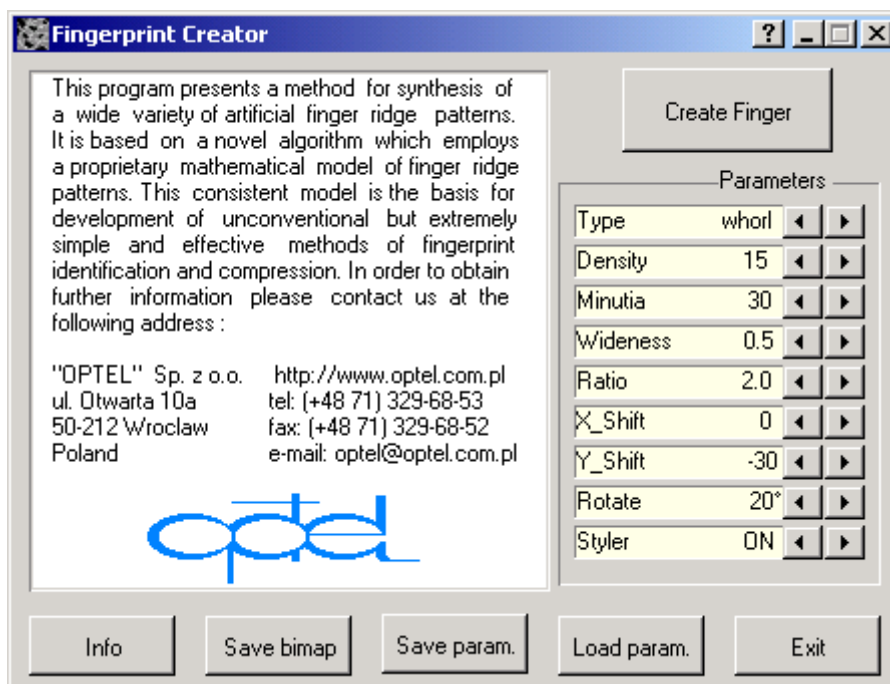 Fingerprint Creator
This program presents a method for synthesis of
a wide variety of artificial finger ridge patterns.
It is based on a novel algorithm which employs
a proprietary mathematical model of finger ridge
patterns. This consistent model is the basis for
development of unconventional but extremely
simple and effective methods of fingerprint
identification and compression. In order to obtain
further information please contact us at the
following address :
"OPTEL" Sp. z o.o. http://www.optel.com.pl
ul. Otwarta 10a tel: (+48 71) 329-68-53
50-212 Wroclaw fax: (+48 71) 329-68-52
Poland e-mail: optel@optel.com.pl
optel
Create Finger
Parameters
Type whorl
Density 15
Minutia 30
Wideness 0.5
Ratio 2.0
X_Shift 0
Y_Shift -30
Rotate 20°
Styler ON
Info
Save bimap
Save param.
Load param.
Exit